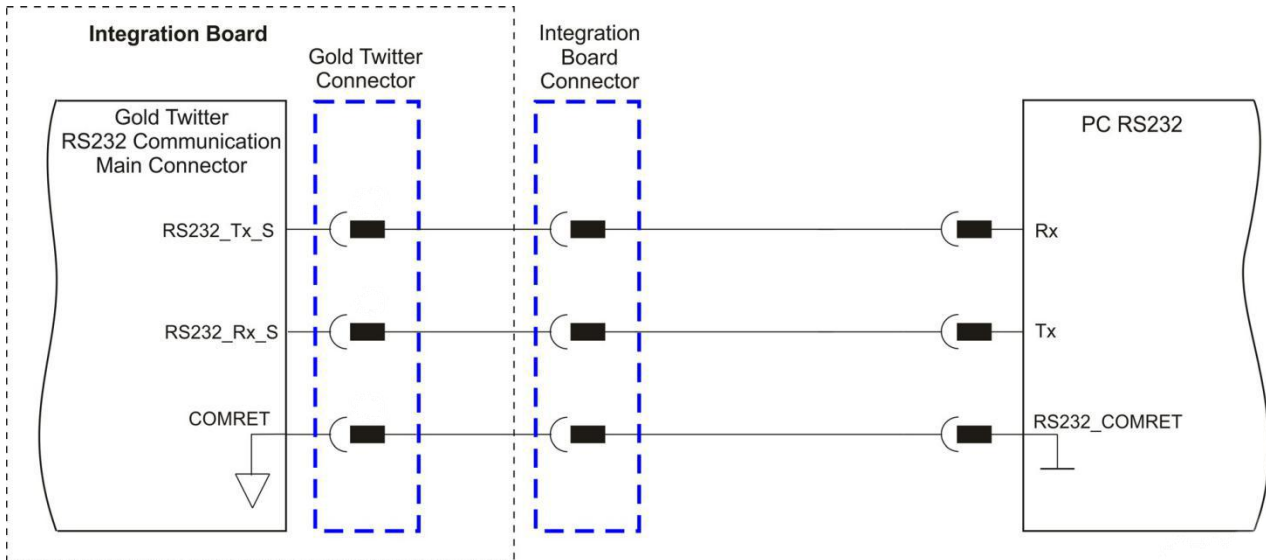 Integration Board
Gold Twitter
Connector
Integration
Board
Connector
Gold Twitter
RS232 Communication
Main Connector
PC RS232
RS232_Tx_S
Rx
RS232_Rx_S
Tx
COMRET
RS232_COMRET